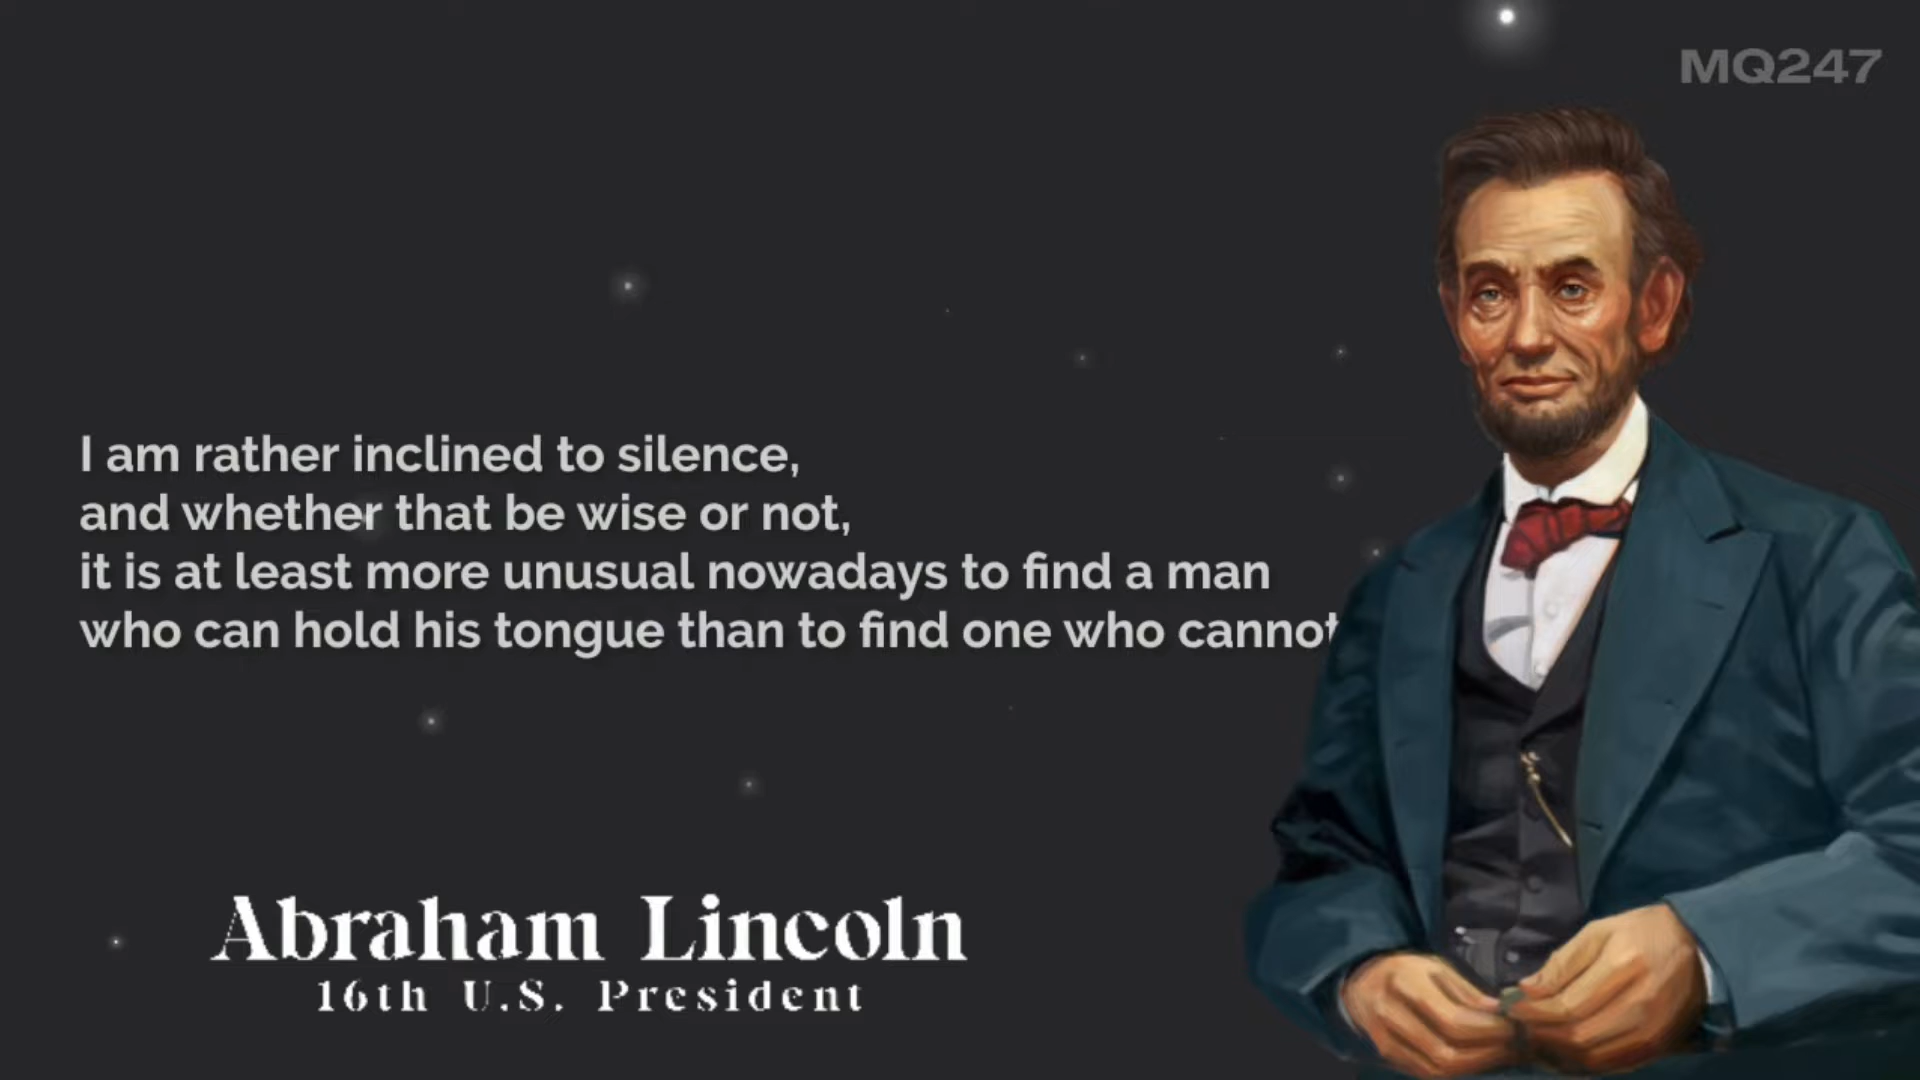 MQ247
I am rather inclined to silence,
and whether that be wise or not,
it is at least more unusual nowadays to find a man
who can hold his tongue than to find one who cannot
Abraham Lincoln
16th U.S. President